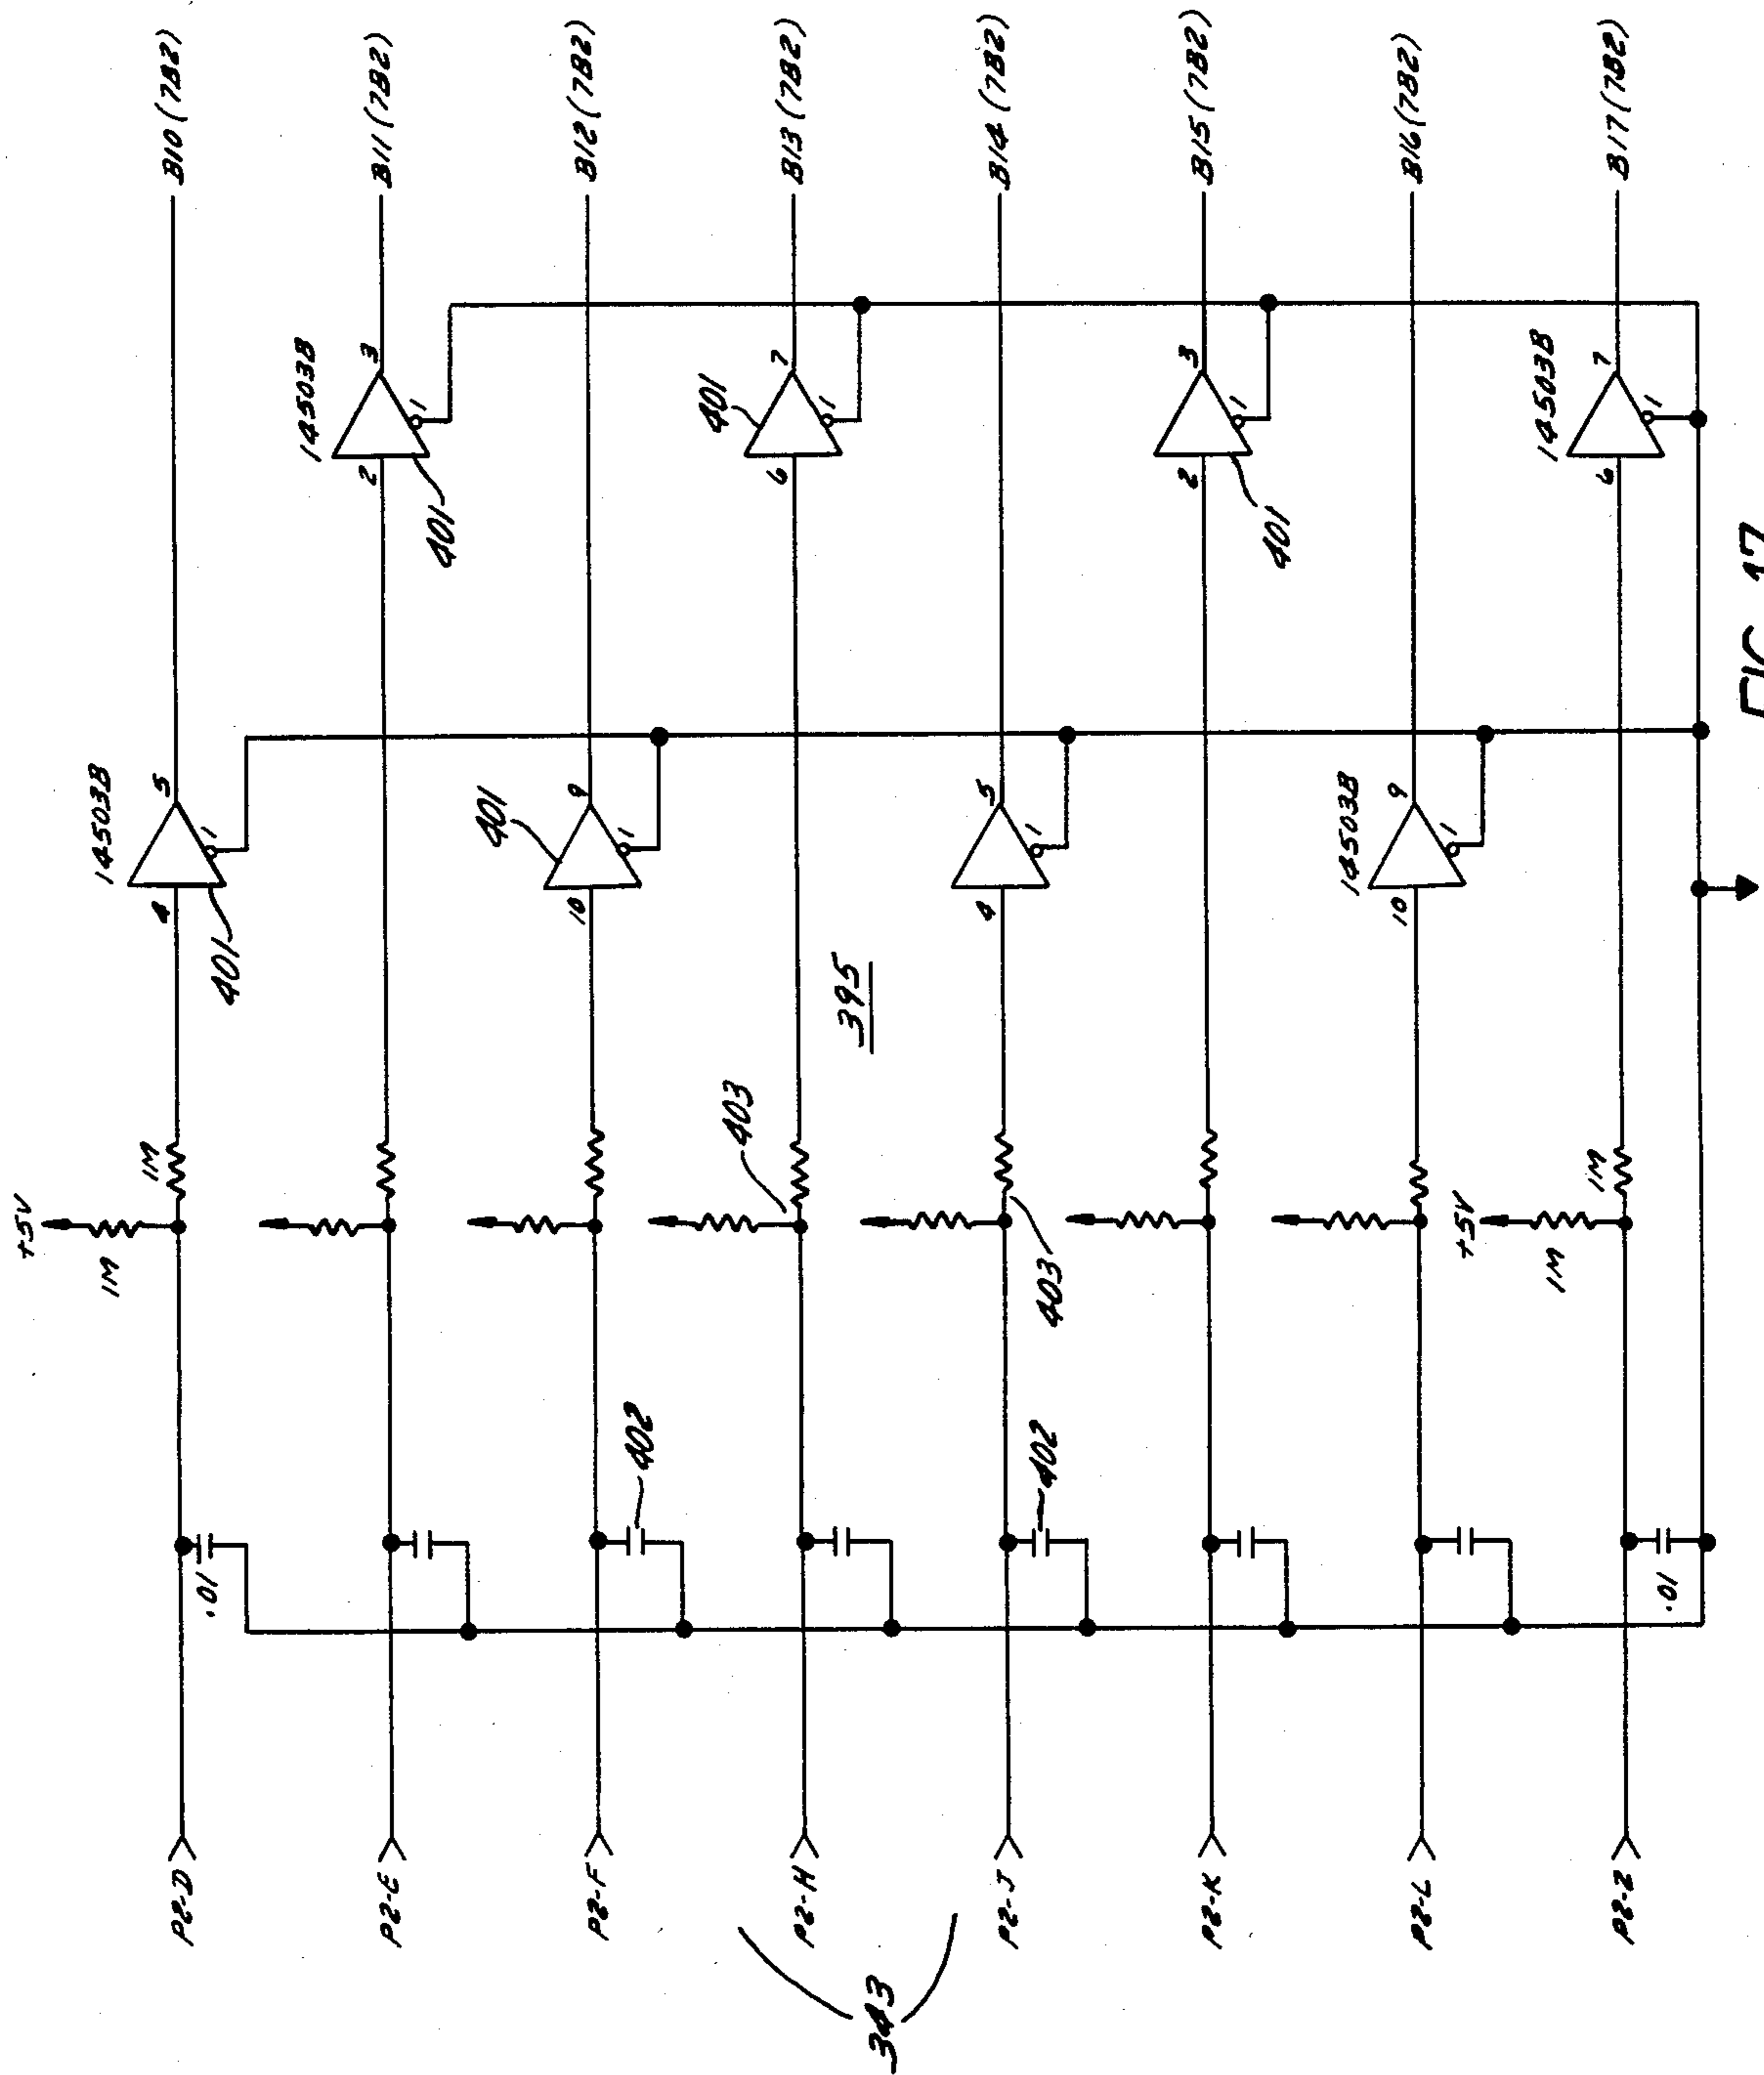 +5V
1M
1M
P2-D
.01
4
14503B
5
1
401
B10(7B2)
P2-E
2
14503B
3
1
401
B11(7B2)
P2-F
402
10
401
9
1
B12(7B2)
P2-H
403
6
401
7
1
B13(7B2)
343
395
P2-J
402
403
4
5
1
B14(7B2)
P2-K
2
3
1
401
B15(7B2)
P2-L
10
14503B
9
1
B16(7B2)
+5V
1M
1M
P2-Z
.01
6
14503B
7
1
B17(7B2)